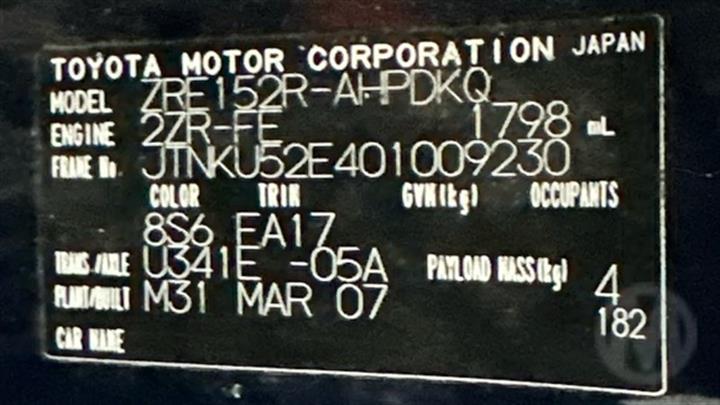 TOYOTA MOTOR CORPORATION JAPAN
MODEL ZRE152R-AHPDKQ
ENGINE 2ZR-FE 1798 mL
FRAME No. JTNKU52E401009230
COLOR TRIM GVM(kg) OCCUPANTS
8S6 EA17
TRANS./AXLE U341E -05A PAYLOAD MASS(kg) 4
PLANT/BUILT M31 MAR 07 182
CAR NAME